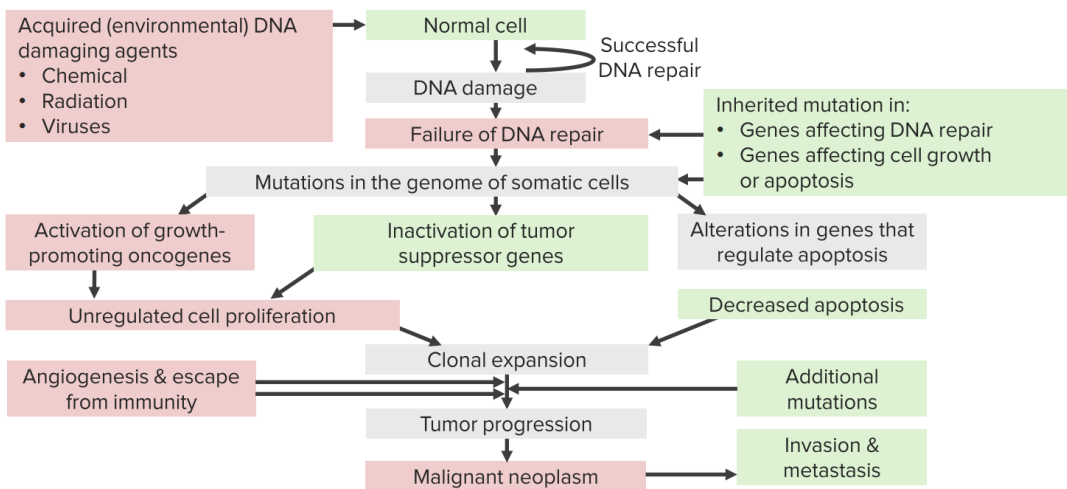 Acquired (environmental) DNA
damaging agents
• Chemical
• Radiation
• Viruses
Normal cell
Successful
DNA repair
DNA damage
Inherited mutation in:
• Genes affecting DNA repair
• Genes affecting cell growth
or apoptosis
Failure of DNA repair
Mutations in the genome of somatic cells
Activation of growth-
promoting oncogenes
Inactivation of tumor
suppressor genes
Alterations in genes that
regulate apoptosis
Unregulated cell proliferation
Decreased apoptosis
Clonal expansion
Angiogenesis & escape
from immunity
Additional
mutations
Tumor progression
Malignant neoplasm
Invasion &
metastasis